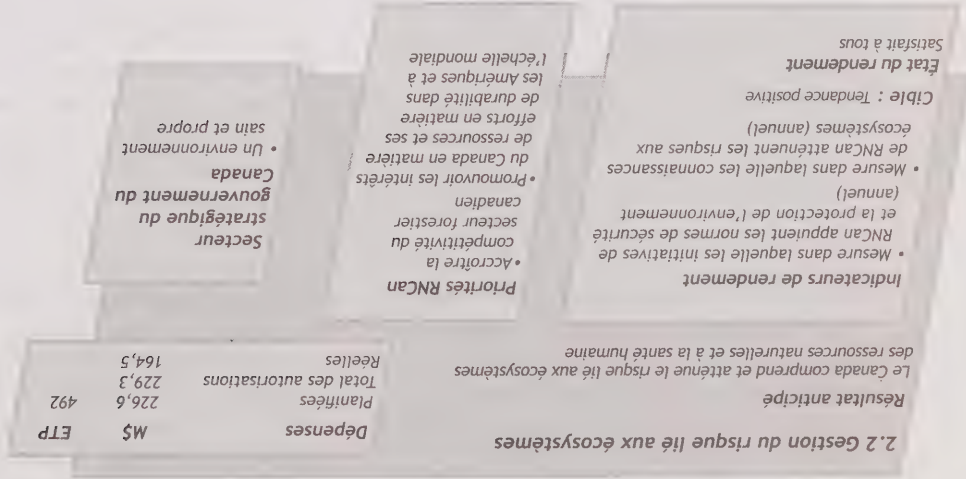 2.2 Gestion du risque lié aux écosystèmes
Résultat anticipé
Le Canada comprend et atténue le risque lié aux écosystèmes
des ressources naturelles et à la santé humaine
Dépenses M$ ETP
Planifiées 226,6 492
Total des autorisations 229,3
Réelles 164,5
Indicateurs de rendement
• Mesure dans laquelle les initiatives de
RNCan appuient les normes de sécurité
et la protection de l'environnement
(annuel)
• Mesure dans laquelle les connaissances
de RNCan atténuent les risques aux
écosystèmes (annuel)
Cible : Tendance positive
État du rendement
Satisfait à tous
Priorités RNCan
• Accroître la
compétitivité du
secteur forestier
canadien
• Promouvoir les intérêts
du Canada en matière
de ressources et ses
efforts en matière
de durabilité dans
les Amériques et à
l'échelle mondiale
Secteur
stratégique du
gouvernement du
Canada
• Un environnement
sain et propre